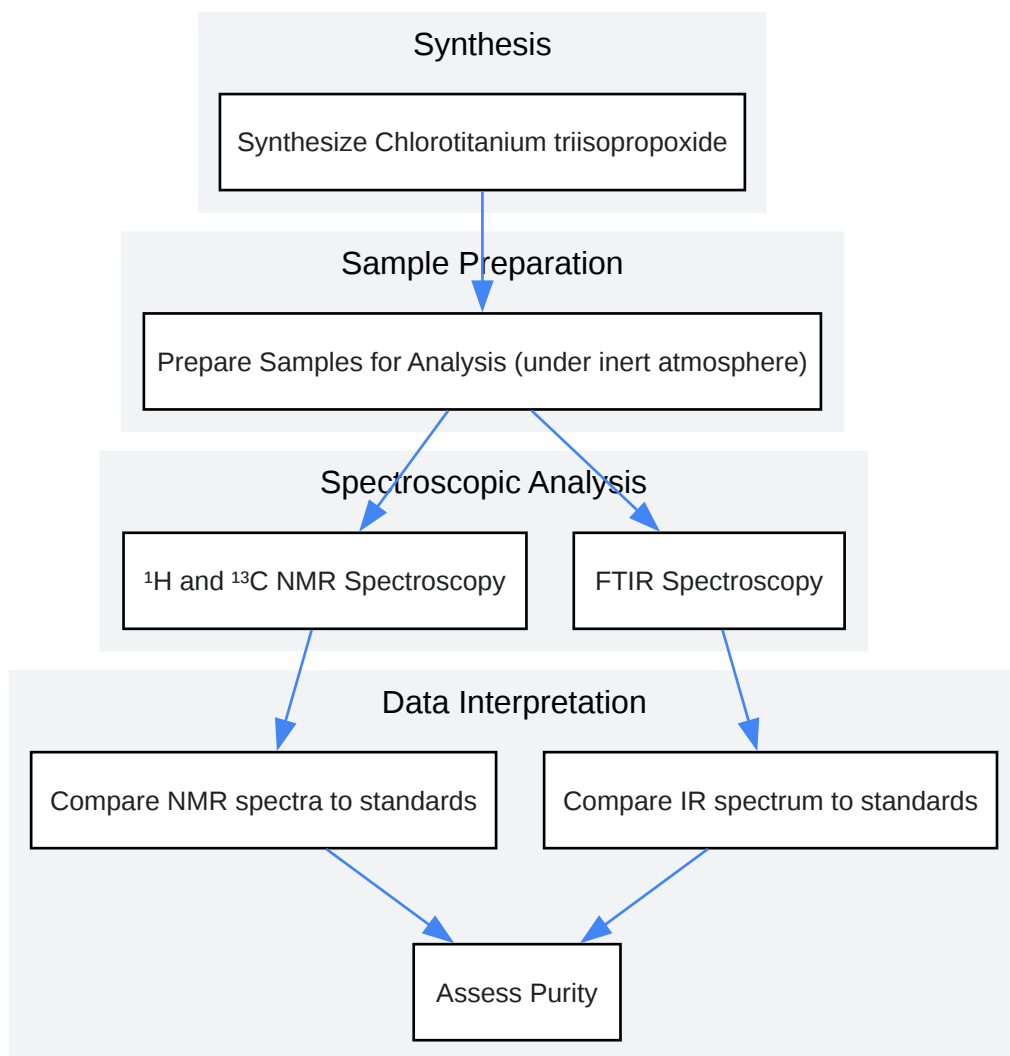 Synthesis
Synthesize Chlorotitanium triisopropoxide
Sample Preparation
Prepare Samples for Analysis (under inert atmosphere)
Spectroscopic Analysis
¹H and ¹³C NMR Spectroscopy
FTIR Spectroscopy
Data Interpretation
Compare NMR spectra to standards
Compare IR spectrum to standards
Assess Purity